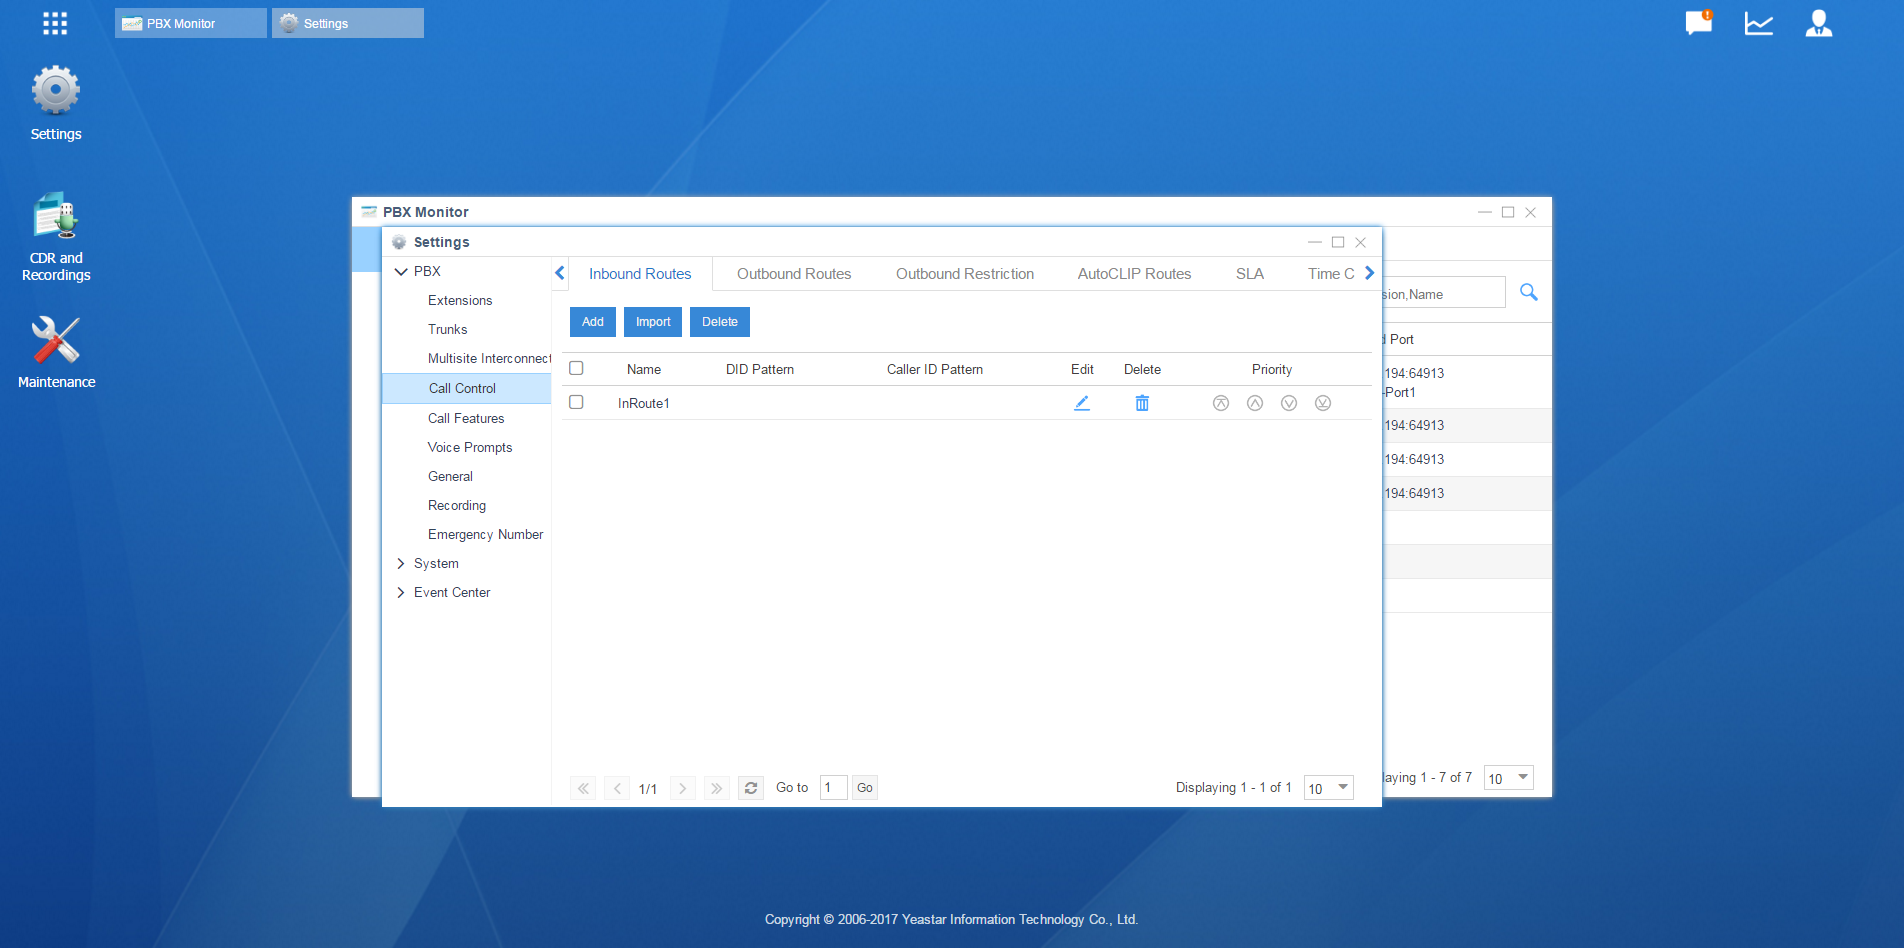 PBX Monitor
Settings
Settings
CDR and
Recordings
Maintenance
PBX Monitor
Settings
PBX
Extensions
Trunks
Multisite Interconnect
Call Control
Call Features
Voice Prompts
General
Recording
Emergency Number
System
Event Center
Inbound Routes
Outbound Routes
Outbound Restriction
AutoCLIP Routes
SLA
Time C
Add
Import
Delete
Name
DID Pattern
Caller ID Pattern
Edit
Delete
Priority
InRoute1
1/1
Go to
1
Go
Displaying 1 - 1 of 1
10
sion,Name
d Port
194:64913
-Port1
194:64913
194:64913
194:64913
laying 1 - 7 of 7
10
Copyright © 2006-2017 Yeastar Information Technology Co., Ltd.